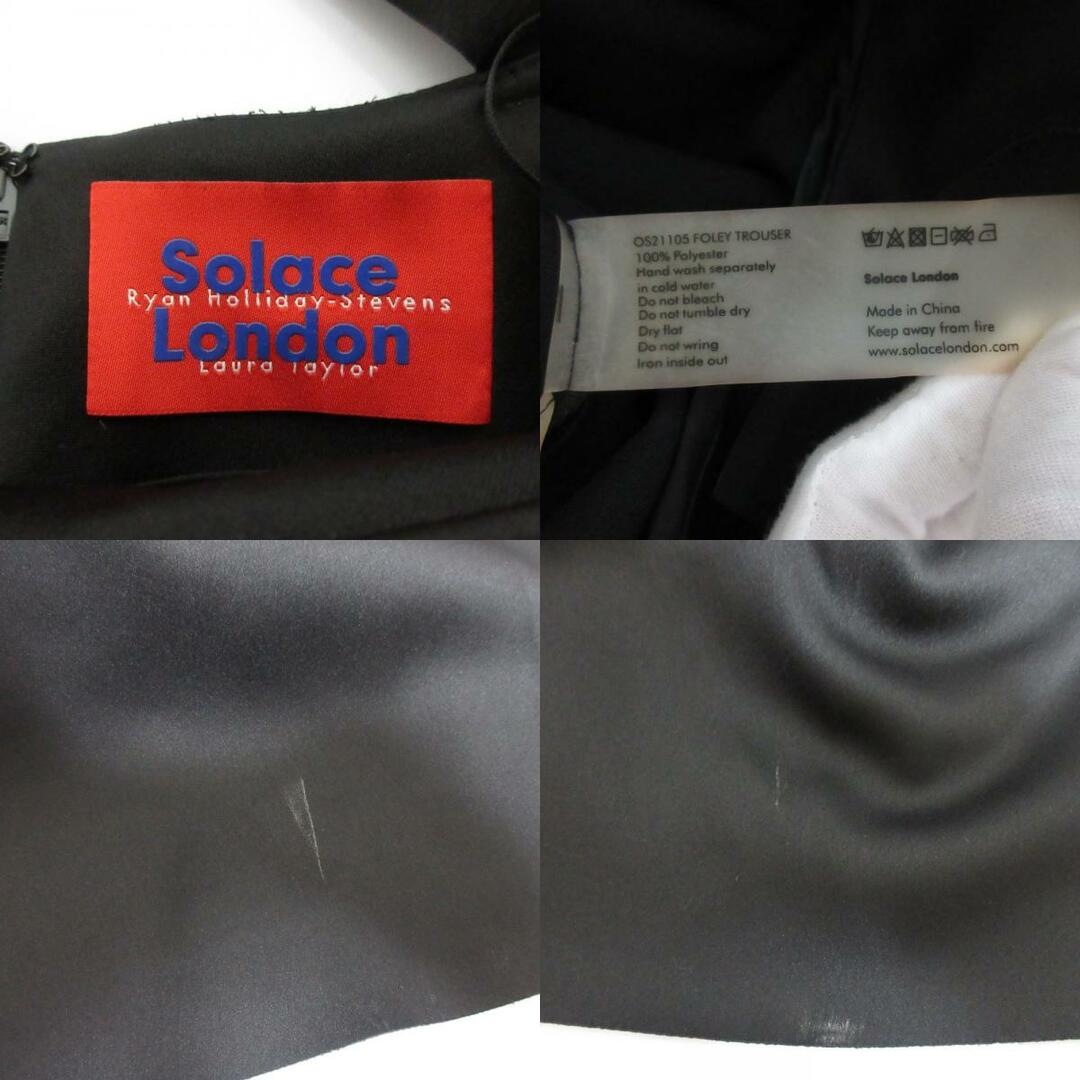 Solace
Ryan Holliday-Stevens
London
Laura Taylor
OS21105 FOLEY TROUSER
100% Polyester
Hand wash separately
in cold water
Do not bleach
Do not tumble dry
Dry flat
Do not wring
Iron inside out
Solace London
Made in China
Keep away from fire
www.solacelondon.com